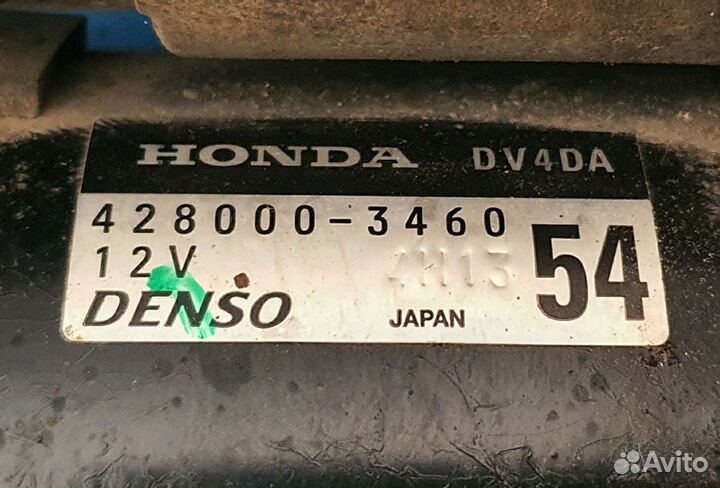 HONDA DV4DA
428000-3460
12V 54
DENSO JAPAN
Avito